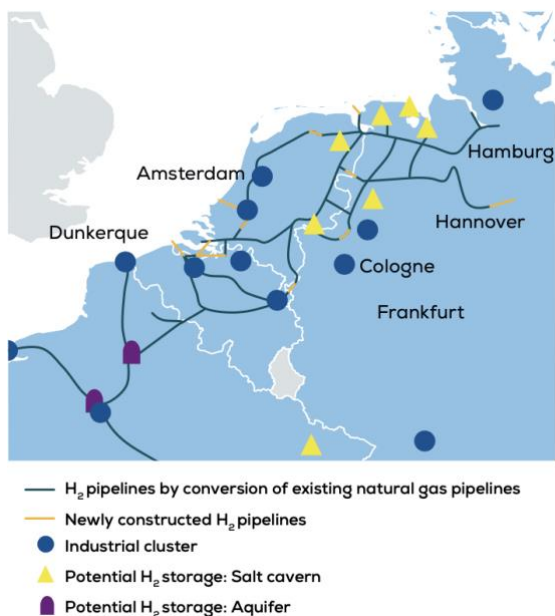 Hamburg
Amsterdam
Hannover
Dunkerque
Cologne
Frankfurt
H₂ pipelines by conversion of existing natural gas pipelines
Newly constructed H₂ pipelines
Industrial cluster
Potential H₂ storage: Salt cavern
Potential H₂ storage: Aquifer